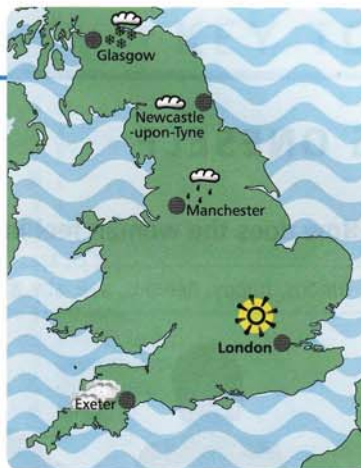 Glasgow
Newcastle
-upon-Tyne
Manchester
London
Exeter